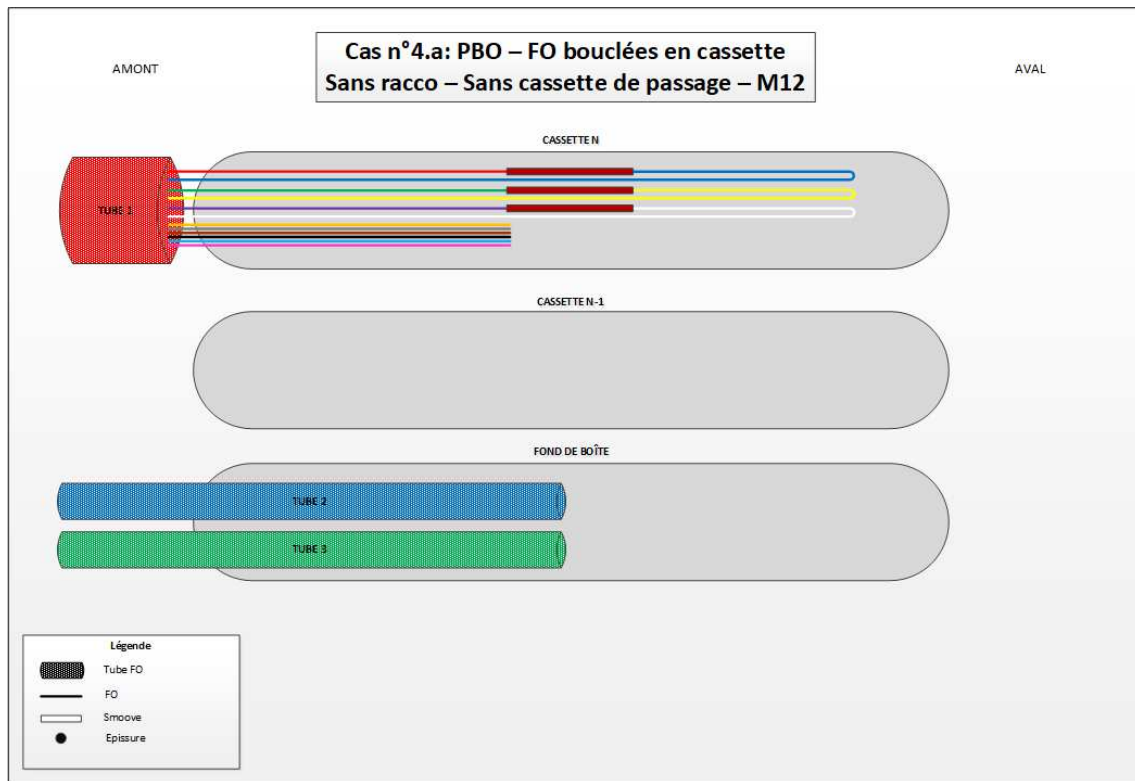 Cas n°4.a: PBO – FO bouclées en cassette
Sans racco – Sans cassette de passage – M12
AMONT
AVAL
CASSETTE N
TUBE 1
CASSETTE N-1
FOND DE BOÎTE
TUBE 2
TUBE 3
Légende
Tube FO
FO
Smoove
Epissure